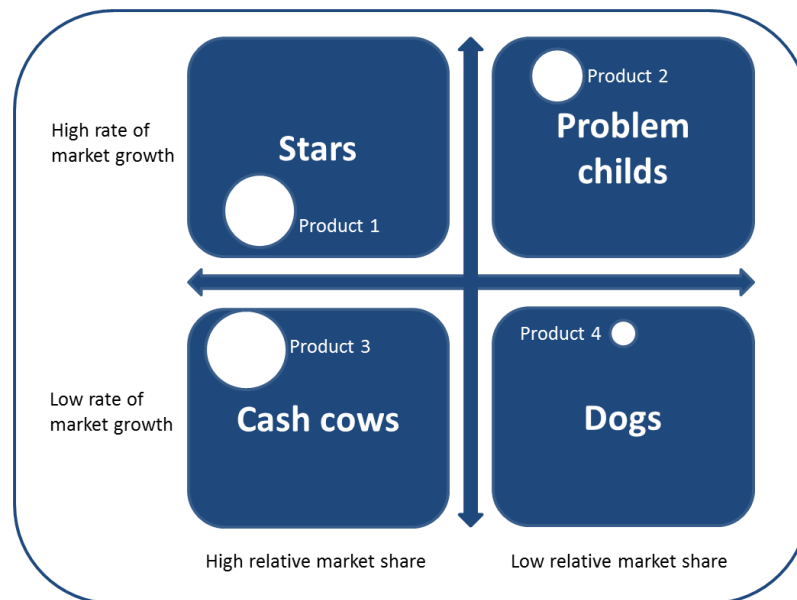 High rate of
market growth
Stars
Product 1
Product 2
Problem
childs
Low rate of
market growth
Product 3
Cash cows
Product 4
Dogs
High relative market share
Low relative market share